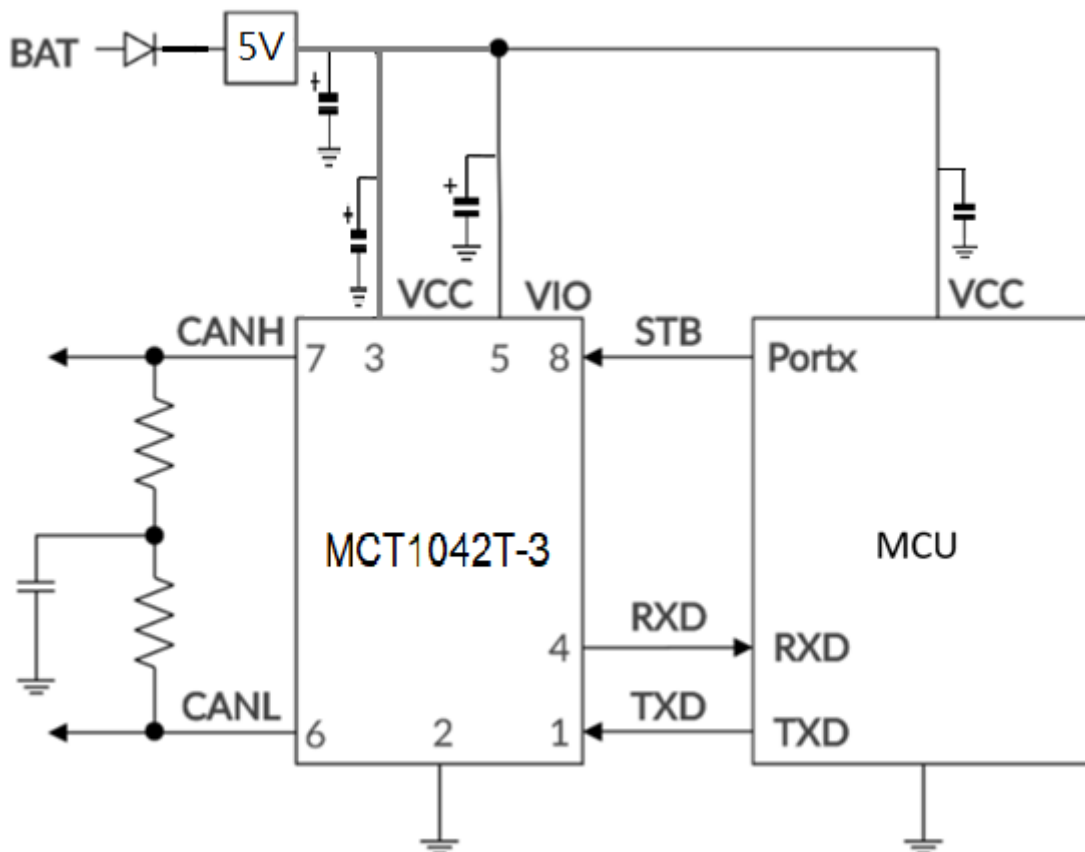 BAT
5V
+
+
+
VCC
VIO
VCC
CANH
STB
7
3
5
8
Portx
MCT1042T-3
MCU
RXD
4
RXD
CANL
TXD
6
2
1
TXD